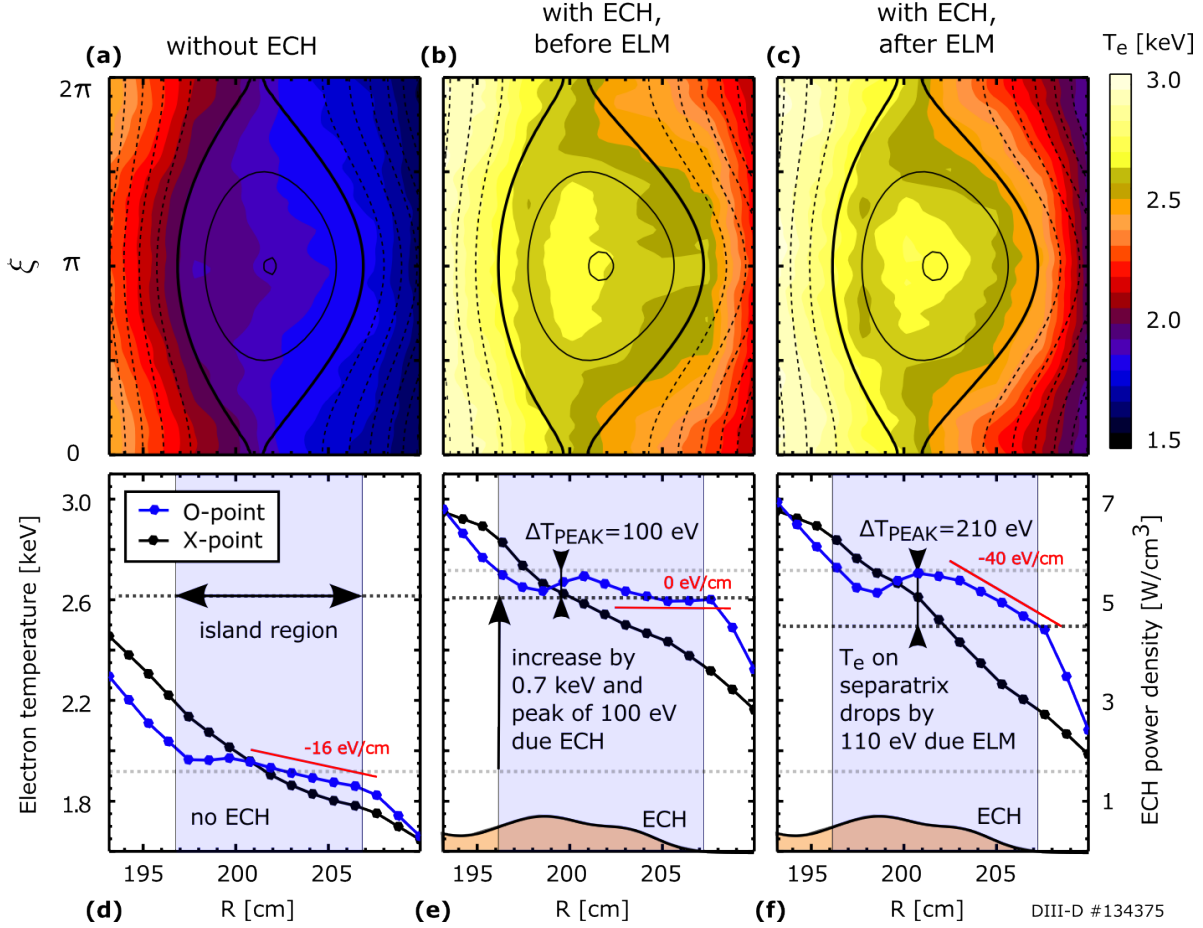 (a)
without ECH
(b)
with ECH,
before ELM
(c)
with ECH,
after ELM
Te [keV]
2π
ξ
π
0
3.0
2.5
2.0
1.5
3.0
2.6
2.2
1.8
Electron temperature [keV]
O-point
X-point
island region
-16 eV/cm
no ECH
195
200
205
(d)
R [cm]
ΔTPEAK=100 eV
0 eV/cm
increase by
0.7 keV and
peak of 100 eV
due ECH
ECH
195
200
205
(e)
R [cm]
ΔTPEAK=210 eV
-40 eV/cm
Te on
separatrix
drops by
110 eV due ELM
ECH
195
200
205
(f)
R [cm]
7
5
3
1
ECH power density [W/cm³]
DIII-D #134375